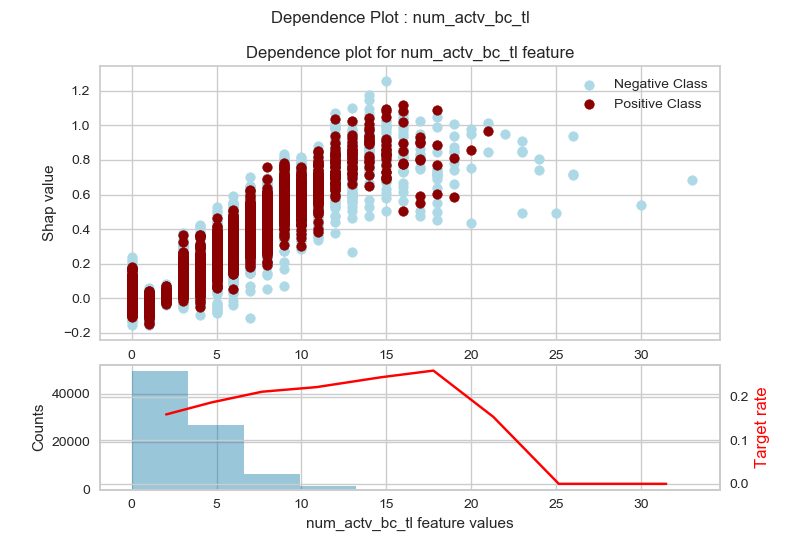 Dependence Plot : num_actv_bc_tl
Dependence plot for num_actv_bc_tl feature
Negative Class
Positive Class
Shap value
1.2
1.0
0.8
0.6
0.4
0.2
0.0
−0.2
0 5 10 15 20 25 30
Counts
40000
20000
0
0.2
0.1
0.0
Target rate
0 5 10 15 20 25 30
num_actv_bc_tl feature values